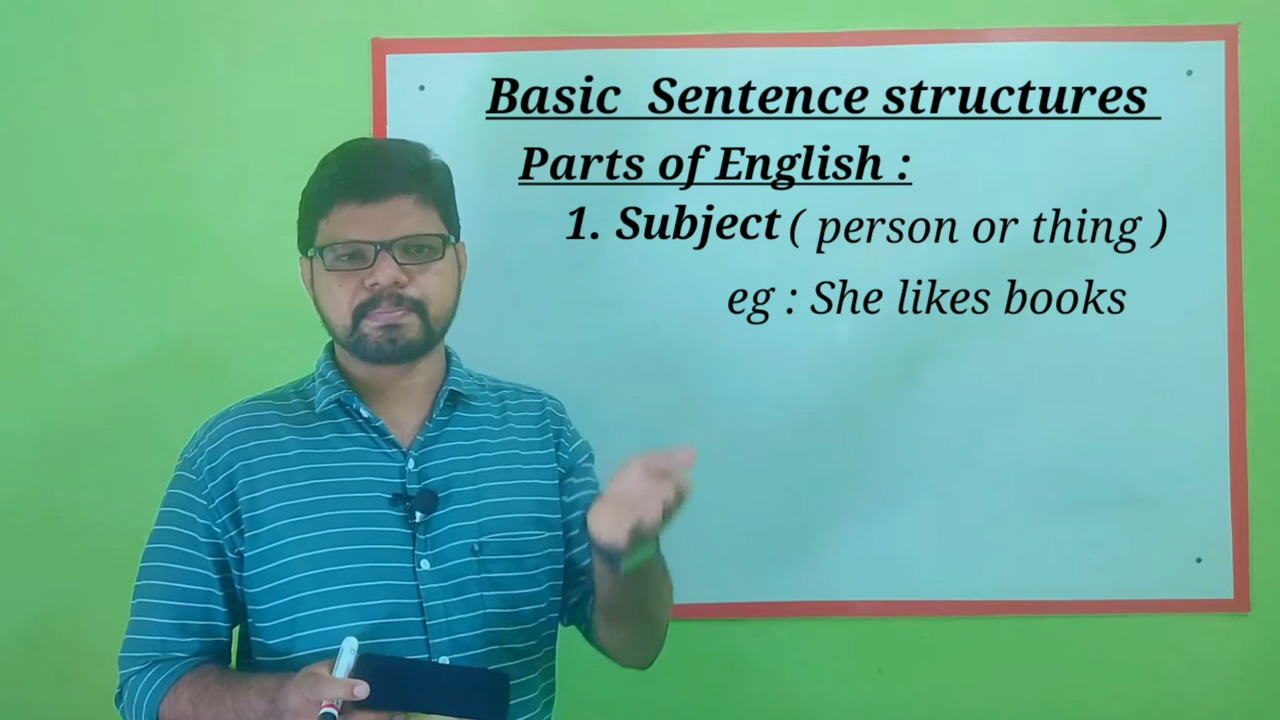 Basic Sentence structures
Parts of English :
1. Subject ( person or thing )
eg : She likes books